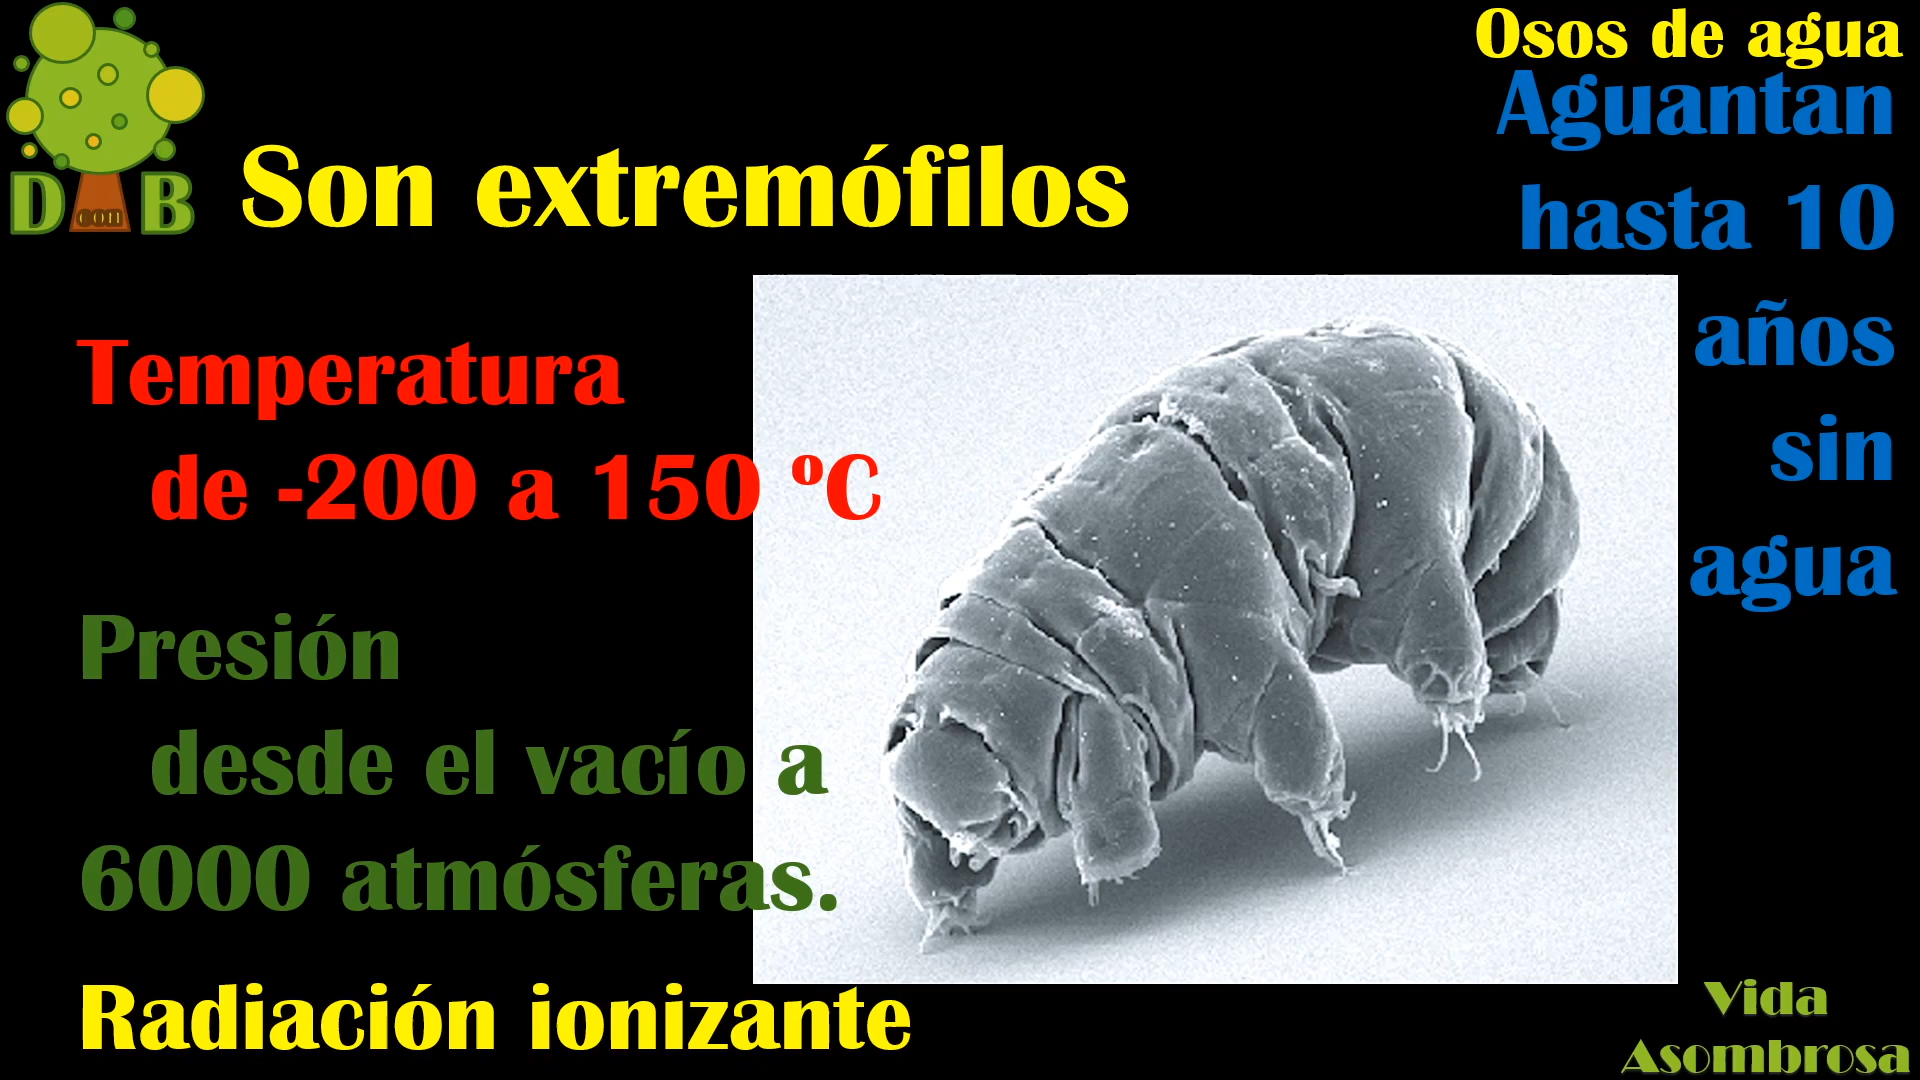 Osos de agua
Aguantan
hasta 10
años
sin
agua
D con B
Son extremófilos
Temperatura
de -200 a 150 ºC
Presión
desde el vacío a
6000 atmósferas.
Radiación ionizante
Vida
Asombrosa